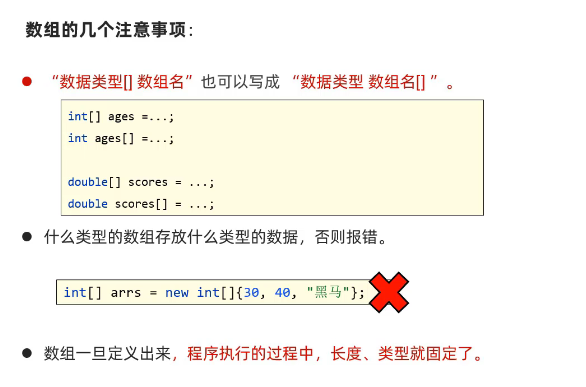 数组的几个注意事项：
“数据类型[] 数组名”也可以写成 “数据类型 数组名[] ”。
int[] ages =...;
int ages[] =...;
double[] scores = ...;
double scores[] = ...;
什么类型的数组存放什么类型的数据，否则报错。
int[] arrs = new int[]{30, 40, "黑马"};
数组一旦定义出来，程序执行的过程中，长度、类型就固定了。